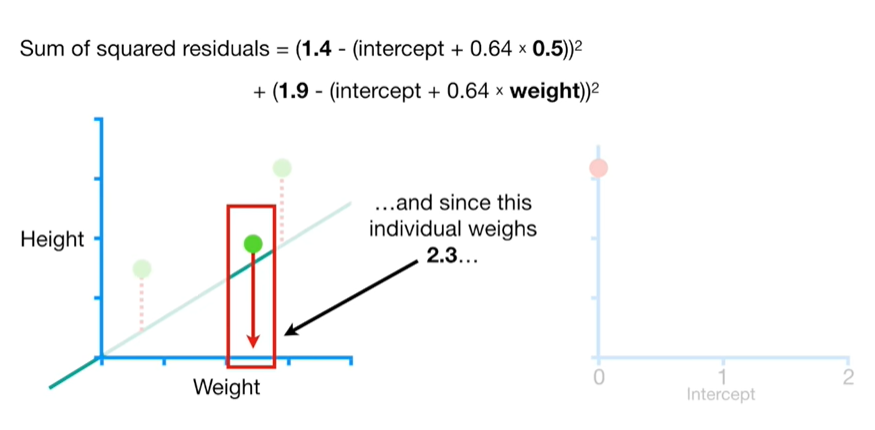 Sum of squared residuals = (1.4 - (intercept + 0.64 × 0.5))²
+ (1.9 - (intercept + 0.64 × weight))²
...and since this
individual weighs
2.3...
Height
Weight
0 1 2
Intercept